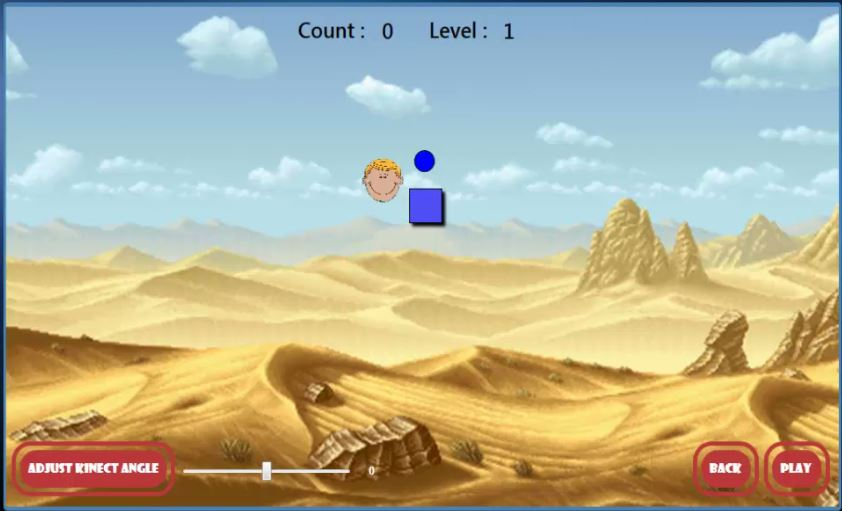 Count : 0 Level : 1
ADJUST KINECT ANGLE 0 BACK PLAY